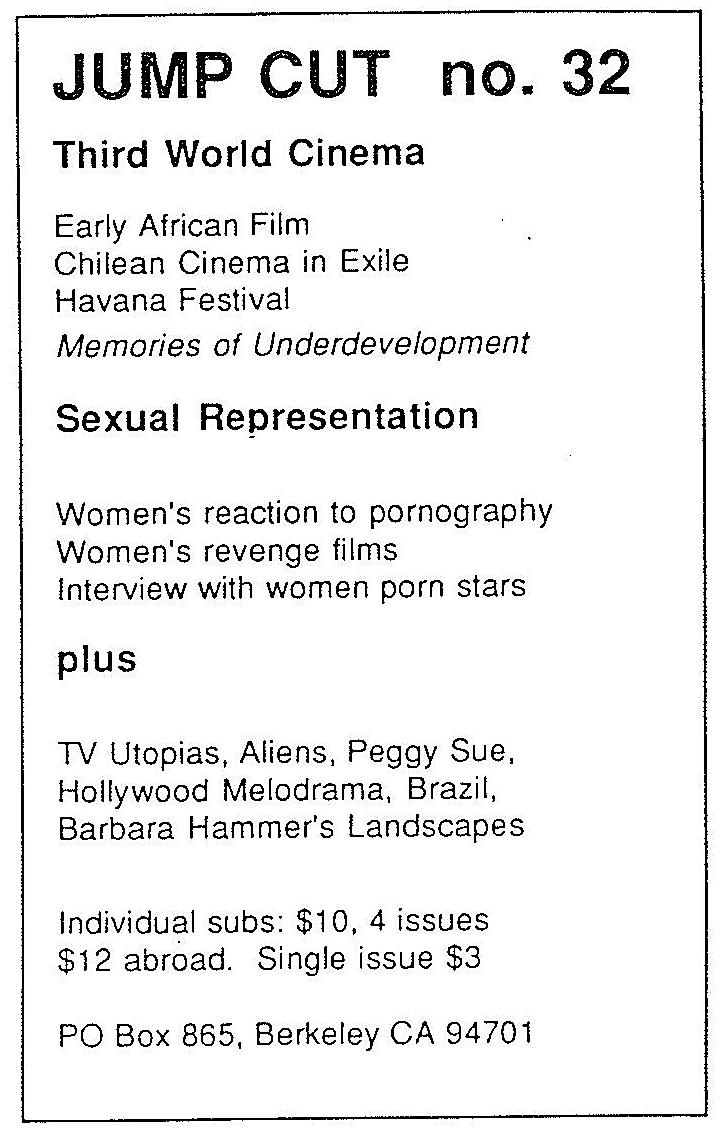 JUMP CUT no. 32
Third World Cinema
Early African Film
Chilean Cinema in Exile
Havana Festival
Memories of Underdevelopment
Sexual Representation
Women's reaction to pornography
Women's revenge films
Interview with women porn stars
plus
TV Utopias, Aliens, Peggy Sue,
Hollywood Melodrama, Brazil,
Barbara Hammer's Landscapes
Individual subs: $10, 4 issues
$12 abroad. Single issue $3
PO Box 865, Berkeley CA 94701